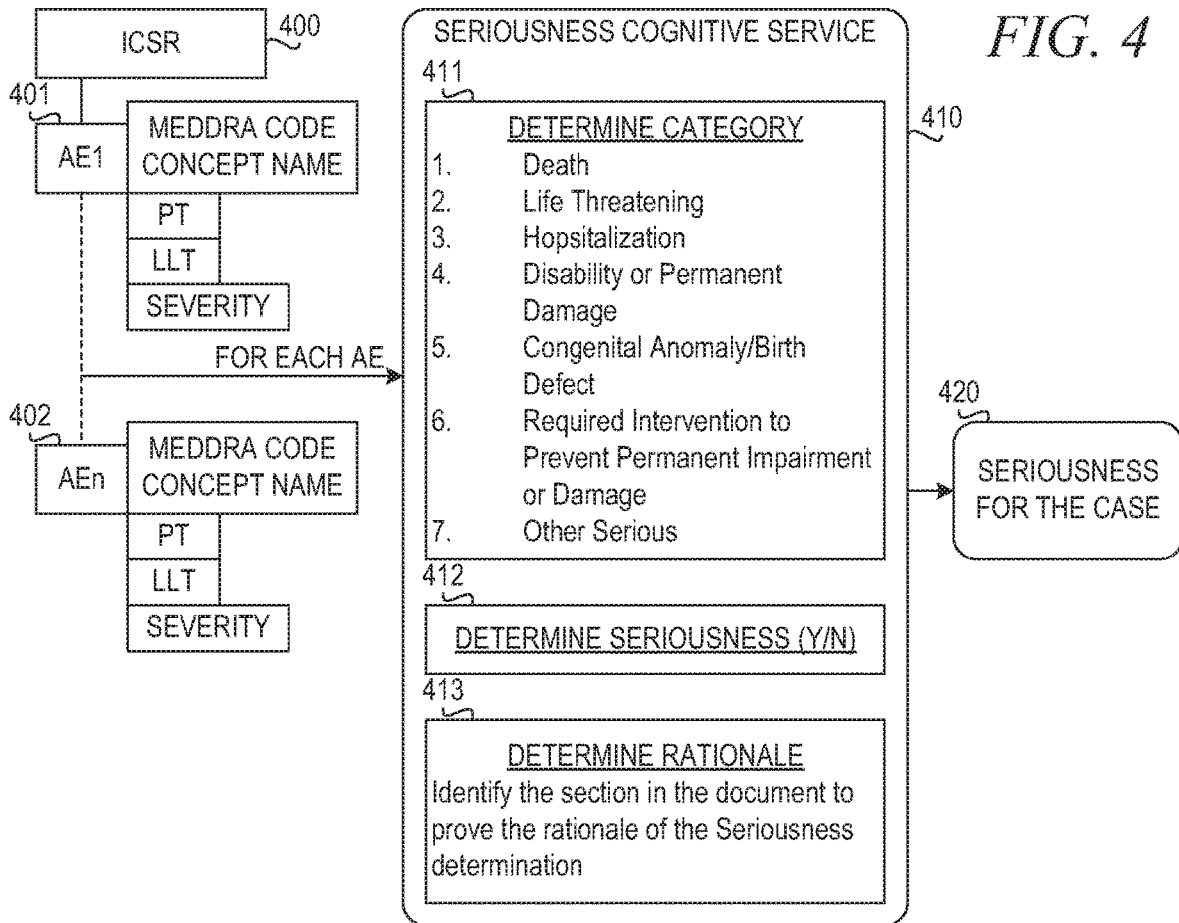 FIG. 4
ICSR
400
401
AE1
MEDDRA CODE
CONCEPT NAME
PT
LLT
SEVERITY
FOR EACH AE
402
AEn
MEDDRA CODE
CONCEPT NAME
PT
LLT
SEVERITY
SERIOUSNESS COGNITIVE SERVICE
410
411
DETERMINE CATEGORY
1. Death
2. Life Threatening
3. Hopsitalization
4. Disability or Permanent
Damage
5. Congenital Anomaly/Birth
Defect
6. Required Intervention to
Prevent Permanent Impairment
or Damage
7. Other Serious
412
DETERMINE SERIOUSNESS (Y/N)
413
DETERMINE RATIONALE
Identify the section in the document to
prove the rationale of the Seriousness
determination
420
SERIOUSNESS
FOR THE CASE